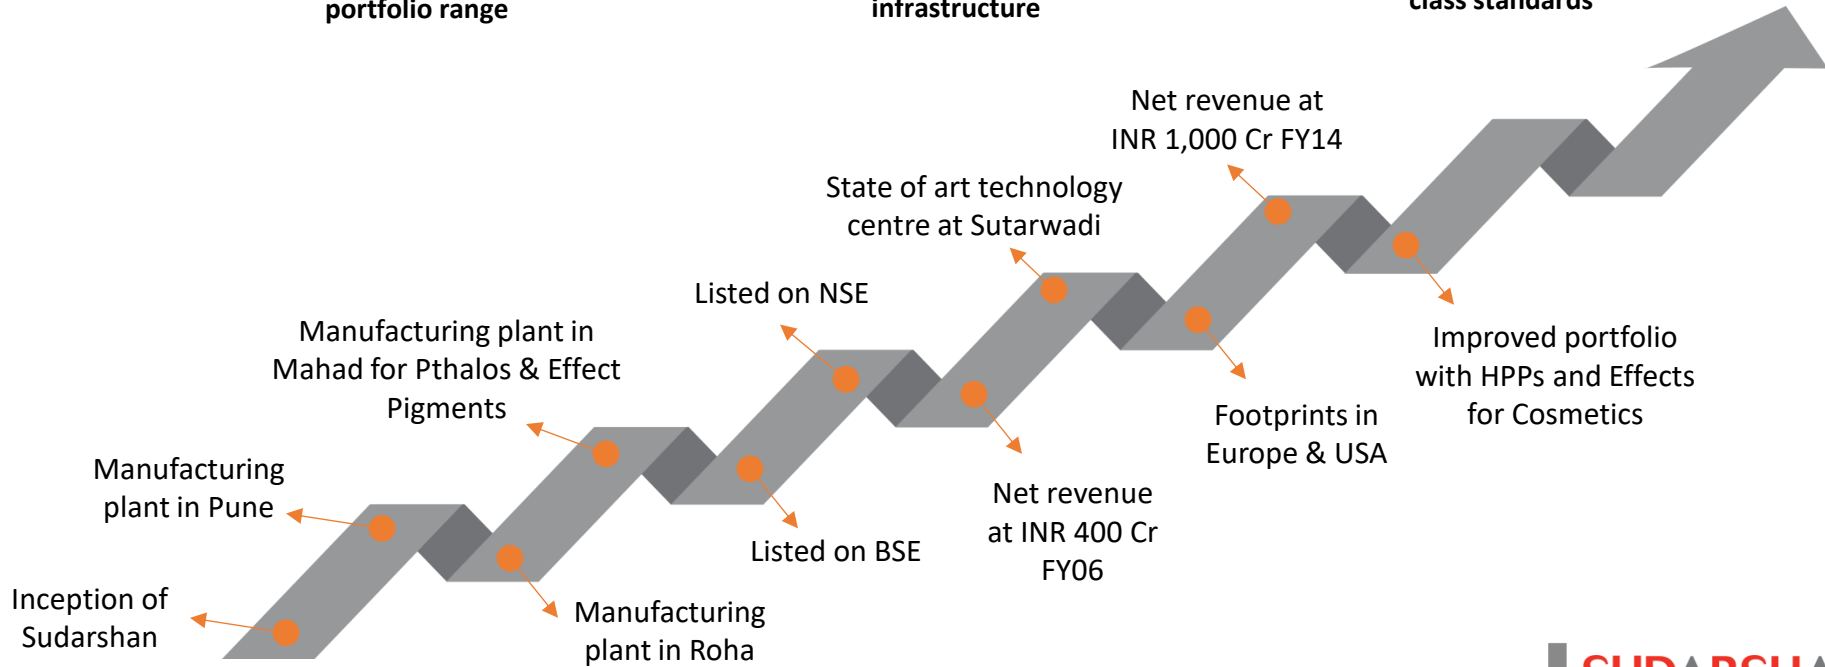 portfolio range
infrastructure
class standards
Net revenue at
INR 1,000 Cr FY14
State of art technology
centre at Sutarwadi
Listed on NSE
Manufacturing plant in
Mahad for Pthalos & Effect
Pigments
Manufacturing
plant in Pune
Inception of
Sudarshan
Manufacturing
plant in Roha
Listed on BSE
Net revenue
at INR 400 Cr
FY06
Footprints in
Europe & USA
Improved portfolio
with HPPs and Effects
for Cosmetics
SUDARSHA